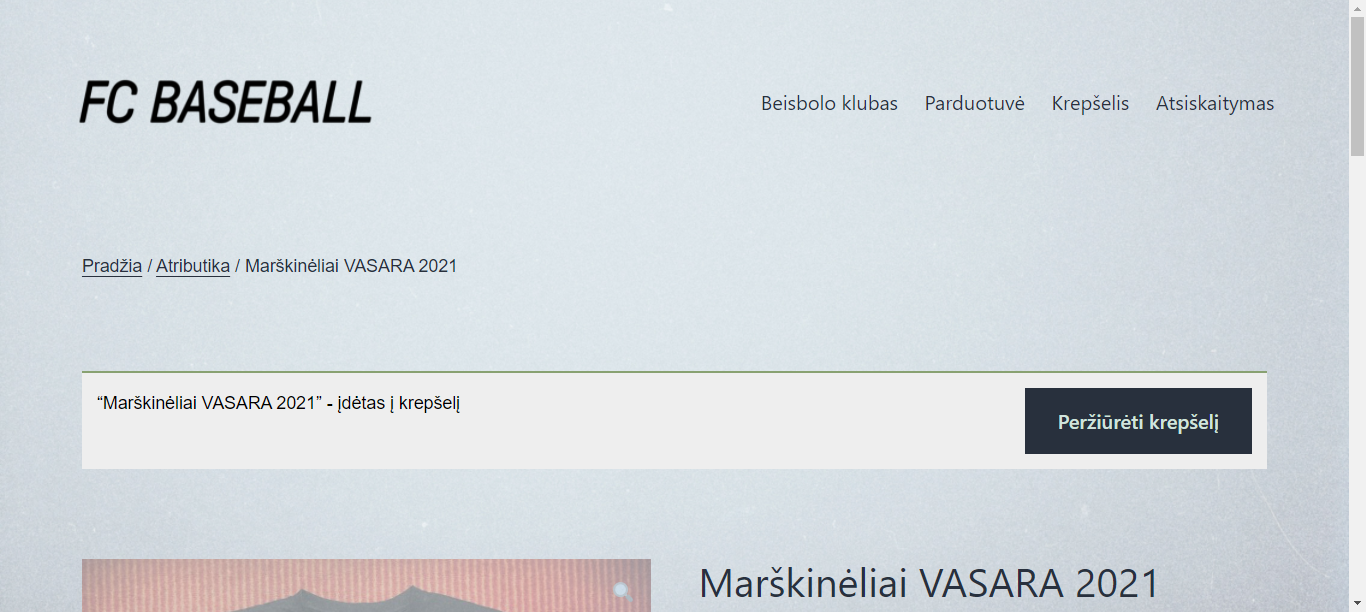 FC BASEBALL
Beisbolo klubas Parduotuvė Krepšelis Atsiskaitymas
Pradžia / Atributika / Marškinėliai VASARA 2021
“Marškinėliai VASARA 2021” - įdėtas į krepšelį
Peržiūrėti krepšelį
Marškinėliai VASARA 2021